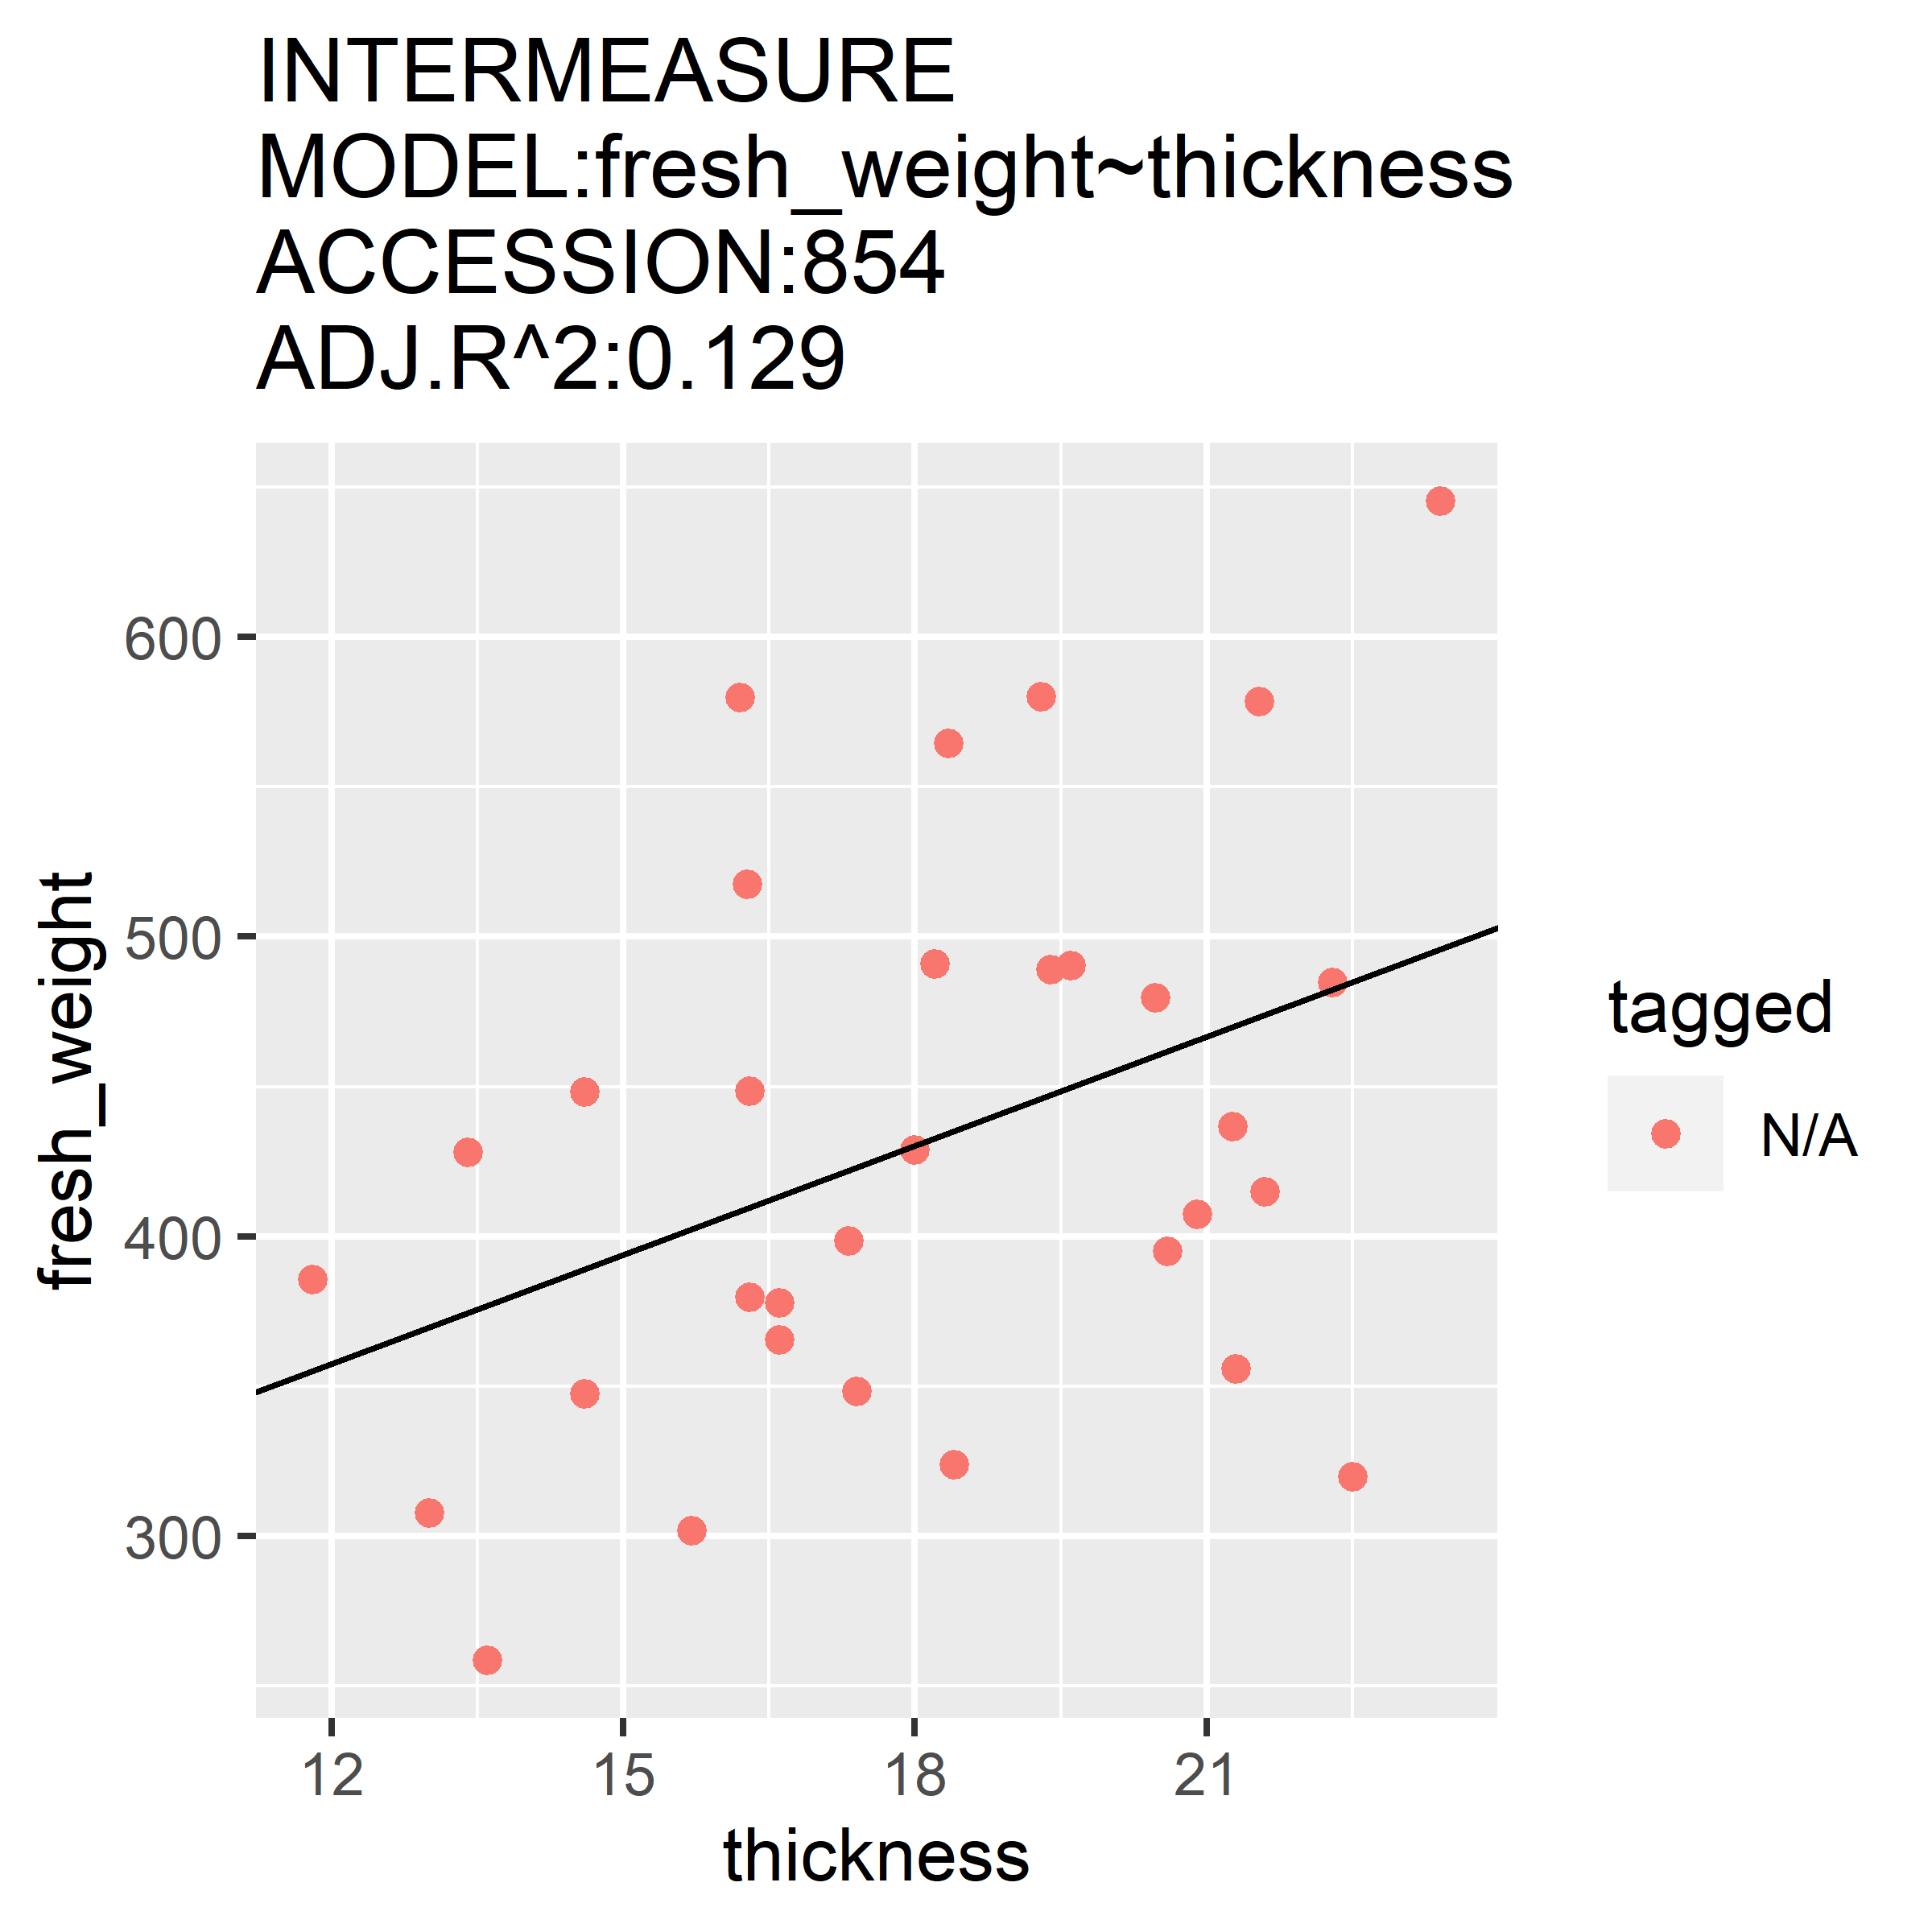 INTERMEASURE
MODEL:fresh_weight~thickness
ACCESSION:854
ADJ.R^2:0.129
600
500
400
300
fresh_weight
12 15 18 21
thickness
tagged
N/A